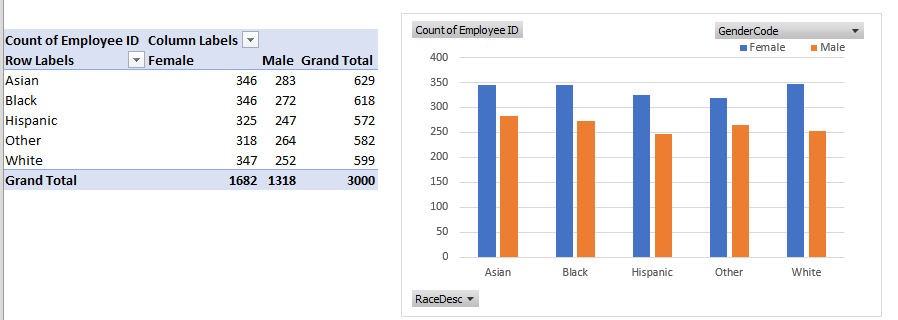 Count of Employee ID Column Labels
Row Labels Female Male Grand Total
Asian 346 283 629
Black 346 272 618
Hispanic 325 247 572
Other 318 264 582
White 347 252 599
Grand Total 1682 1318 3000
Count of Employee ID
GenderCode
Female Male
400
350
300
250
200
150
100
50
0
Asian Black Hispanic Other White
RaceDesc